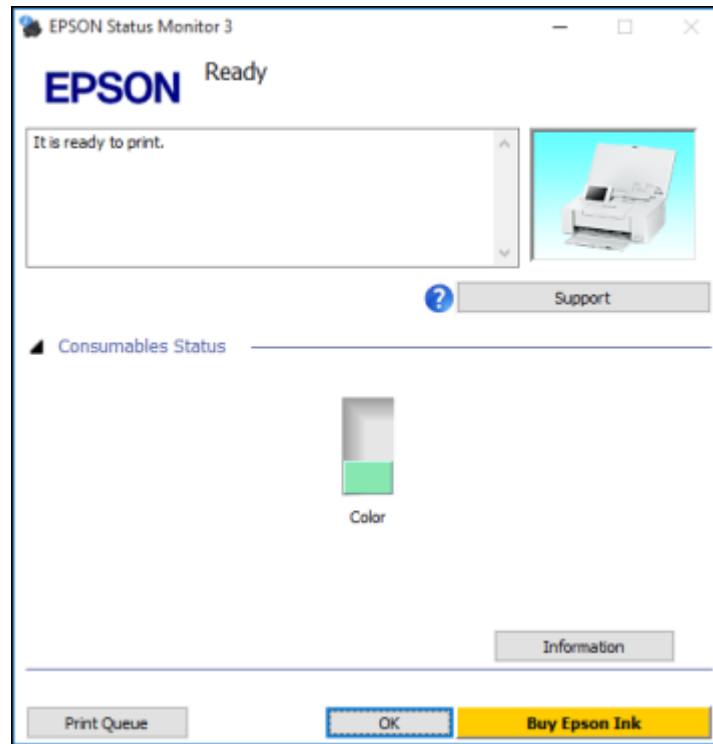 EPSON Status Monitor 3
EPSON
Ready
It is ready to print.
?
Support
Consumables Status
Color
Information
Print Queue
OK
Buy Epson Ink